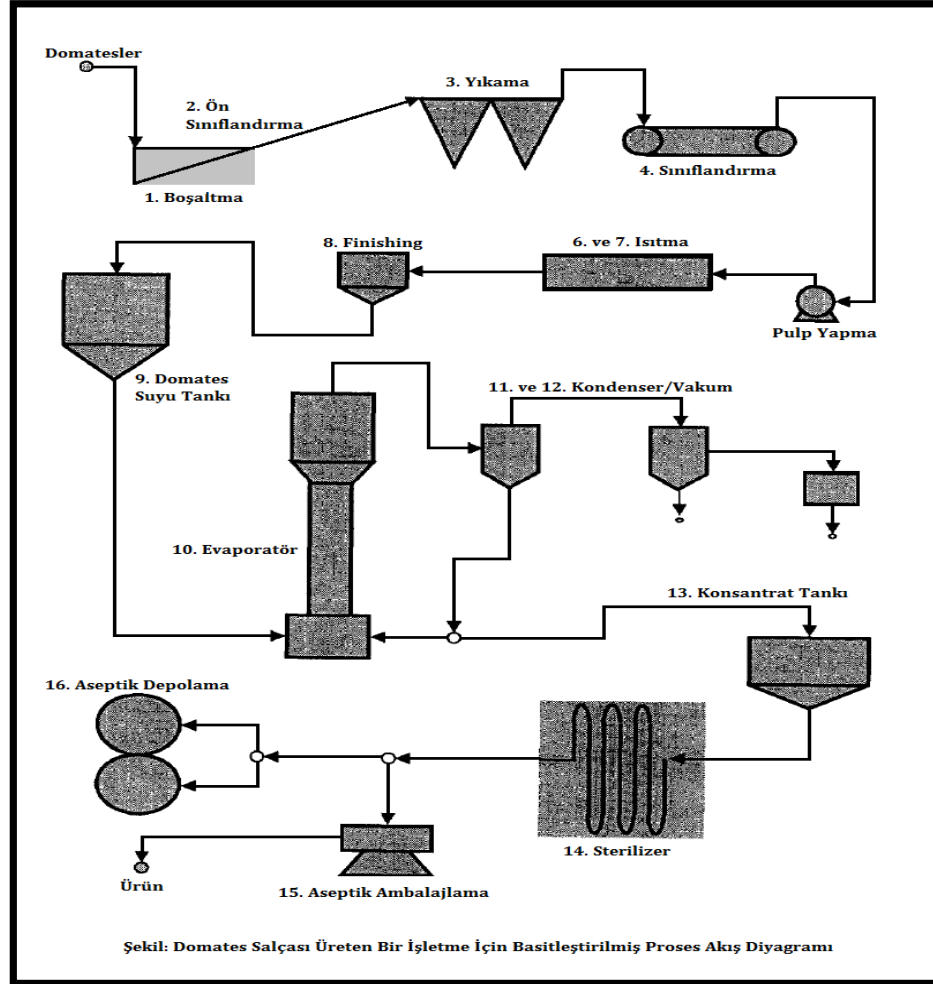 Domatesler
2. Ön
Sınıflandırma
3. Yıkama
1. Boşaltma
4. Sınıflandırma
8. Finishing
6. ve 7. Isıtma
Pulp Yapma
9. Domates
Suyu Tankı
11. ve 12. Kondenser/Vakum
10. Evaporatör
13. Konsantrat Tankı
16. Aseptik Depolama
14. Sterilizer
Ürün
15. Aseptik Ambalajlama
Şekil: Domates Salçası Üreten Bir İşletme İçin Basitleştirilmiş Proses Akış Diyagramı